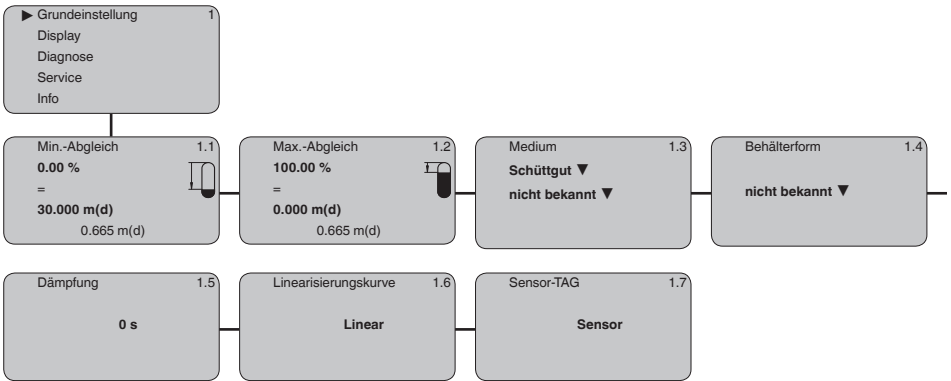 ▶ Grundeinstellung 1
Display
Diagnose
Service
Info
Min.-Abgleich 1.1
0.00 %
=
30.000 m(d)
0.665 m(d)
Max.-Abgleich 1.2
100.00 %
=
0.000 m(d)
0.665 m(d)
Medium 1.3
Schüttgut ▼
nicht bekannt ▼
Behälterform 1.4
nicht bekannt ▼
Dämpfung 1.5
0 s
Linearisierungskurve 1.6
Linear
Sensor-TAG 1.7
Sensor